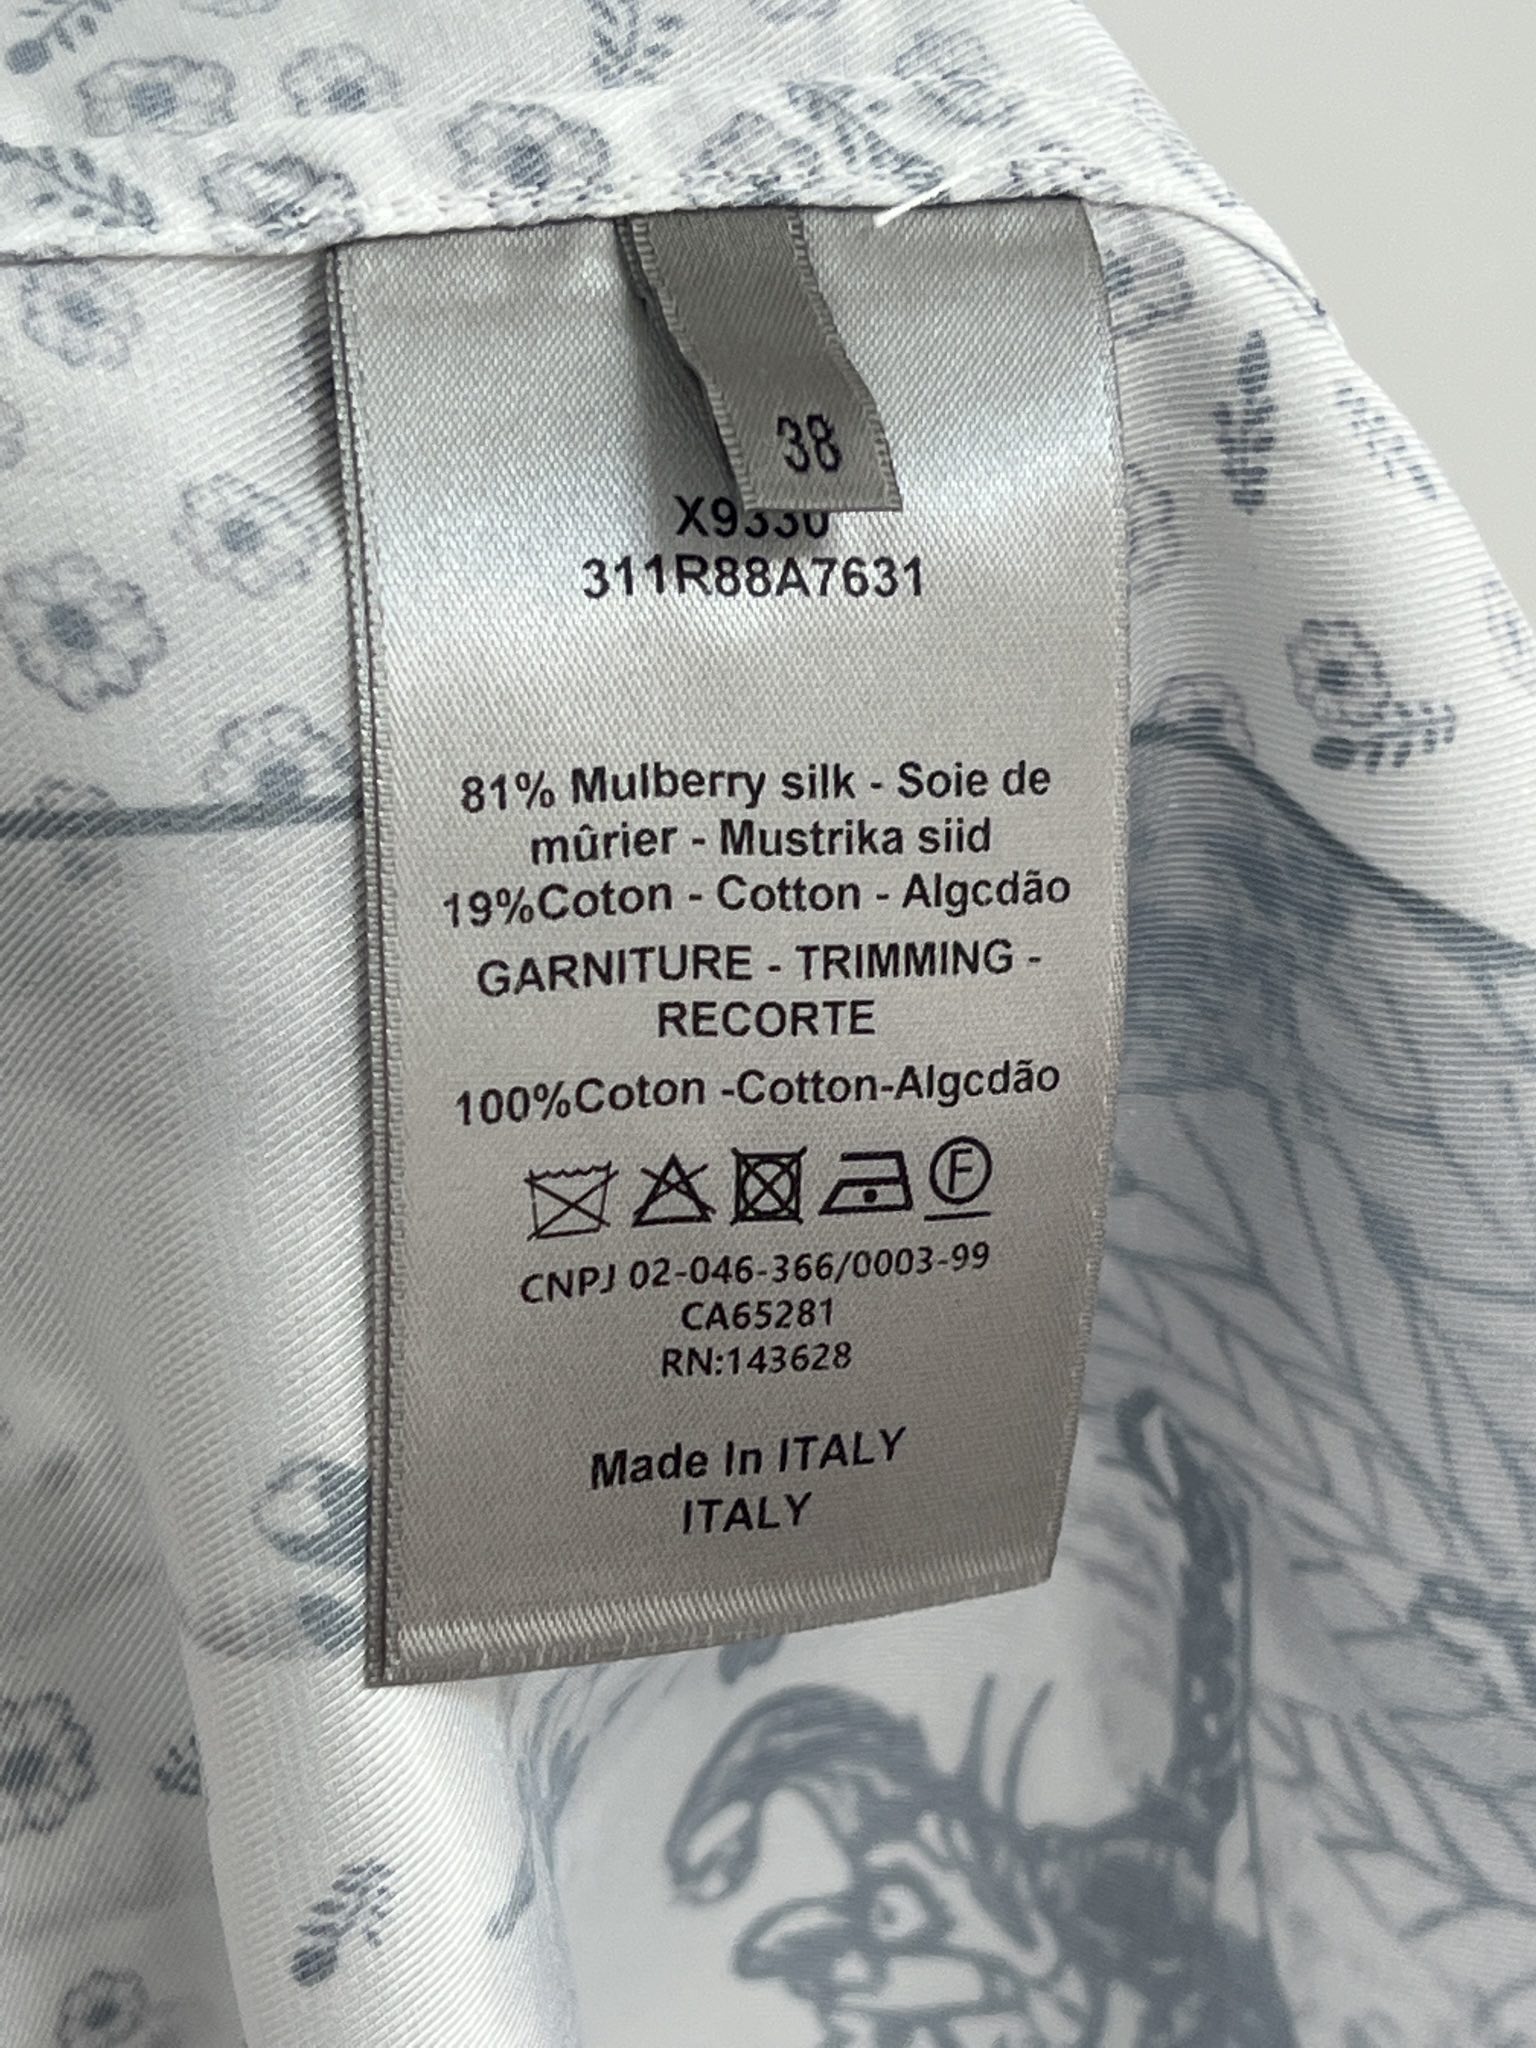 38
X9330
311R88A7631
81% Mulberry silk - Soie de
mûrier - Mustrika siid
19%Coton - Cotton - Algcdão
GARNITURE - TRIMMING -
RECORTE
100%Coton -Cotton-Algcdão
F
CNPJ 02-046-366/0003-99
CA65281
RN:143628
Made In ITALY
ITALY